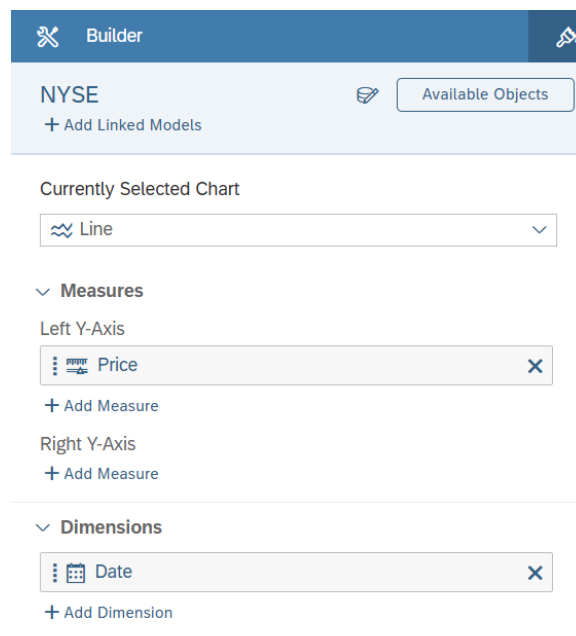 Builder
NYSE
Available Objects
+ Add Linked Models
Currently Selected Chart
Line
Measures
Left Y-Axis
Price
+ Add Measure
Right Y-Axis
+ Add Measure
Dimensions
Date
+ Add Dimension